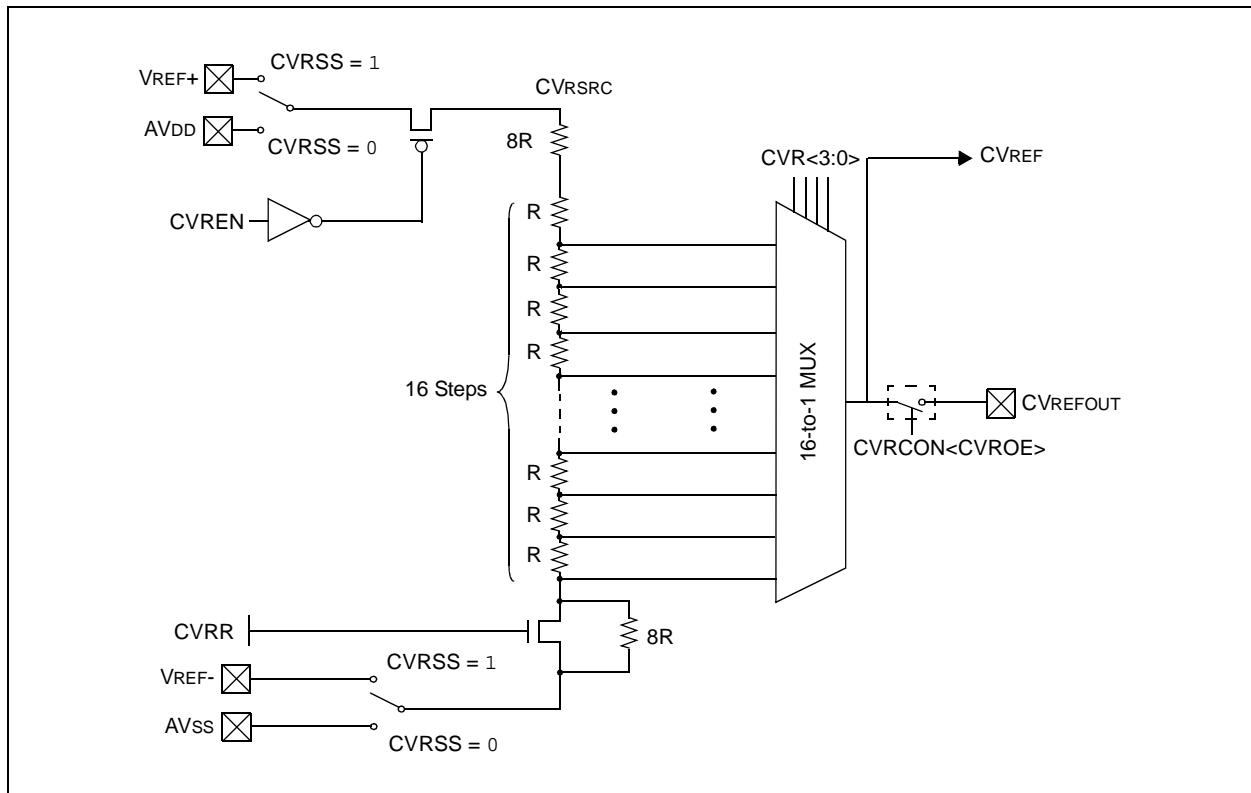 CVRSS = 1
VREF+
CVRSRC
AVDD
8R
CVRSS = 0
CVR<3:0>
CVREF
CVREN
R
R
R
R
16 Steps
16-to-1 MUX
CVREFOUT
CVRCON<CVROE>
R
R
R
CVRR
8R
CVRSS = 1
VREF-
AVSS
CVRSS = 0